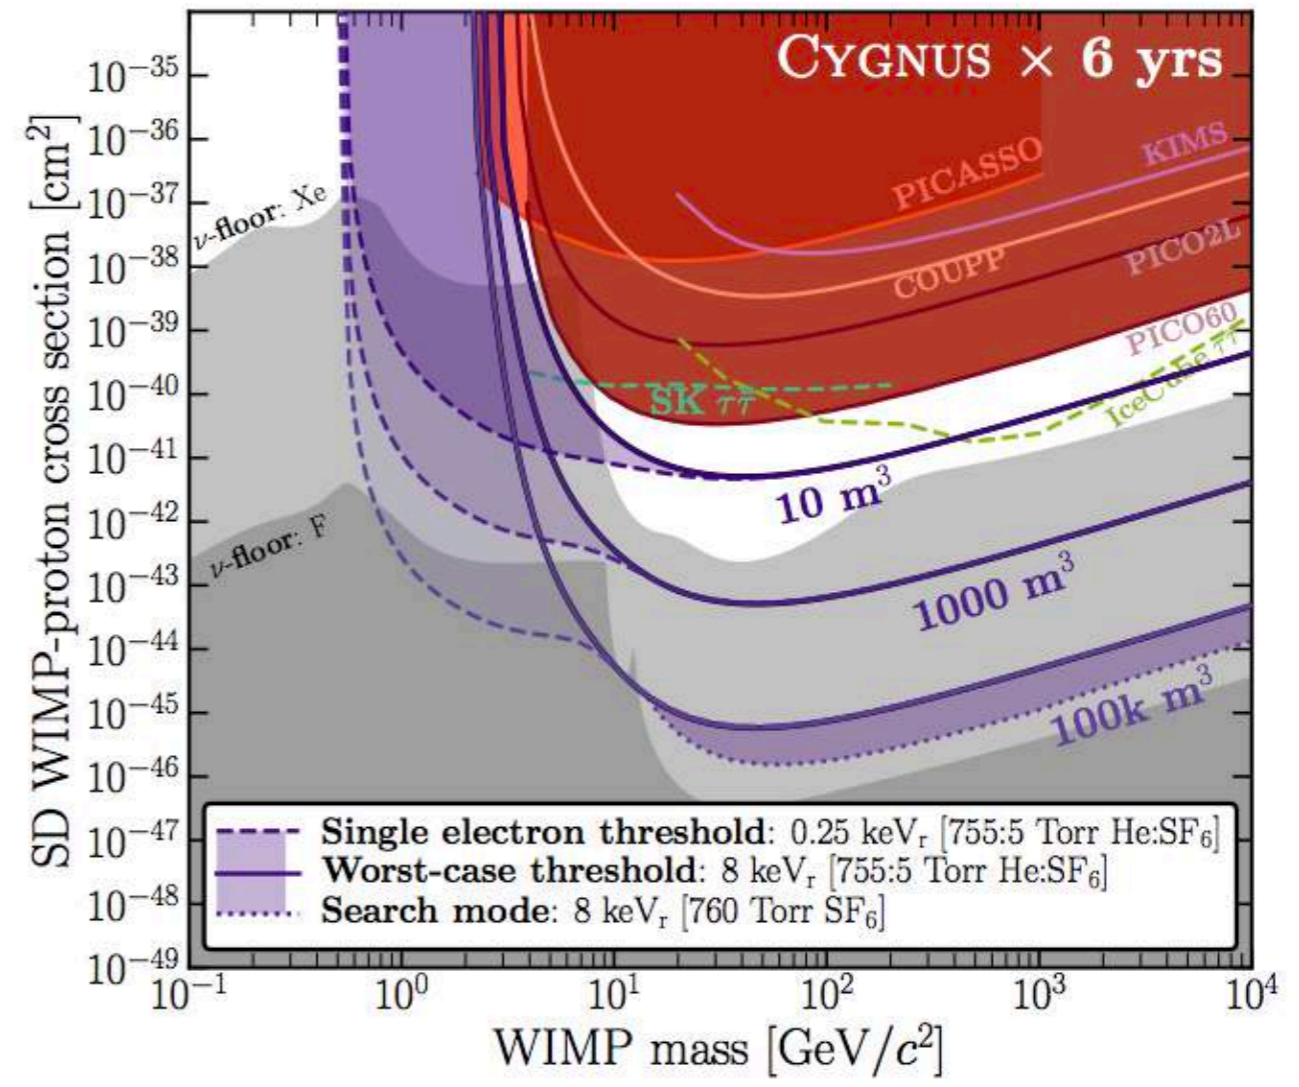 CYGNUS × 6 yrs
10⁻³⁵
10⁻³⁶
10⁻³⁷
10⁻³⁸
10⁻³⁹
10⁻⁴⁰
10⁻⁴¹
10⁻⁴²
10⁻⁴³
10⁻⁴⁴
10⁻⁴⁵
10⁻⁴⁶
10⁻⁴⁷
10⁻⁴⁸
10⁻⁴⁹
SD WIMP-proton cross section [cm²]
ν-floor: Xe
ν-floor: F
PICASSO
KIMS
COUPP
PICO2L
PICO60
IceCube ττ̄
SK ττ̄
10 m³
1000 m³
100k m³
Single electron threshold: 0.25 keVᵣ [755:5 Torr He:SF₆]
Worst-case threshold: 8 keVᵣ [755:5 Torr He:SF₆]
Search mode: 8 keVᵣ [760 Torr SF₆]
10⁻¹ 10⁰ 10¹ 10² 10³ 10⁴
WIMP mass [GeV/c²]